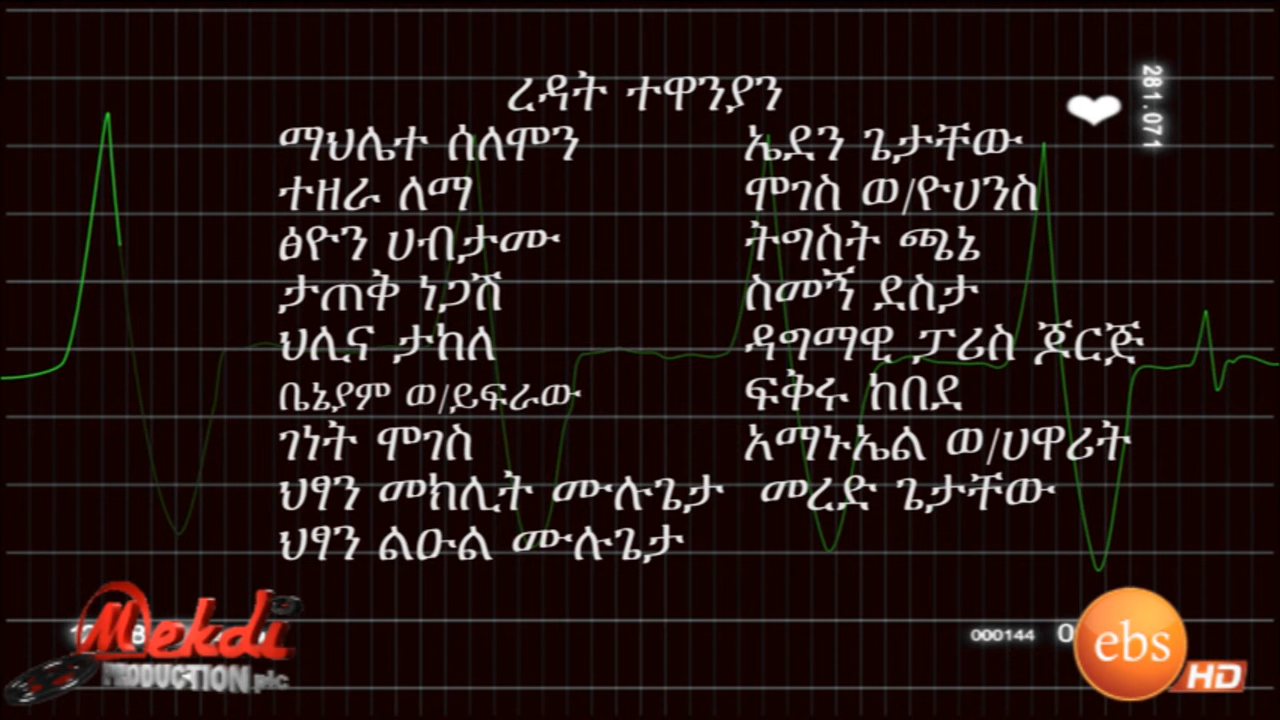 ረዳት ተዋንያን
ማህሌተ ሰለሞን
ተዘራ ለማ
ፅዮን ሀብታሙ
ታጠቅ ነጋሽ
ህሊና ታከለ
ቤኔያም ወ/ይፍራው
ገነት ሞገስ
ህፃን መክሊት ሙሉጌታ
ህፃን ልዑል ሙሉጌታ
ኤደን ጌታቸው
ሞገስ ወ/ዮሀንስ
ትግስት ጫኔ
ስመኝ ደስታ
ዳግማዊ ፓሪስ ጆርጅ
ፍቅሩ ከበደ
አማኑኤል ወ/ሀዋሪት
መረድ ጌታቸው
281.071
Mekdi
PRODUCTION plc
000144
ebs
HD